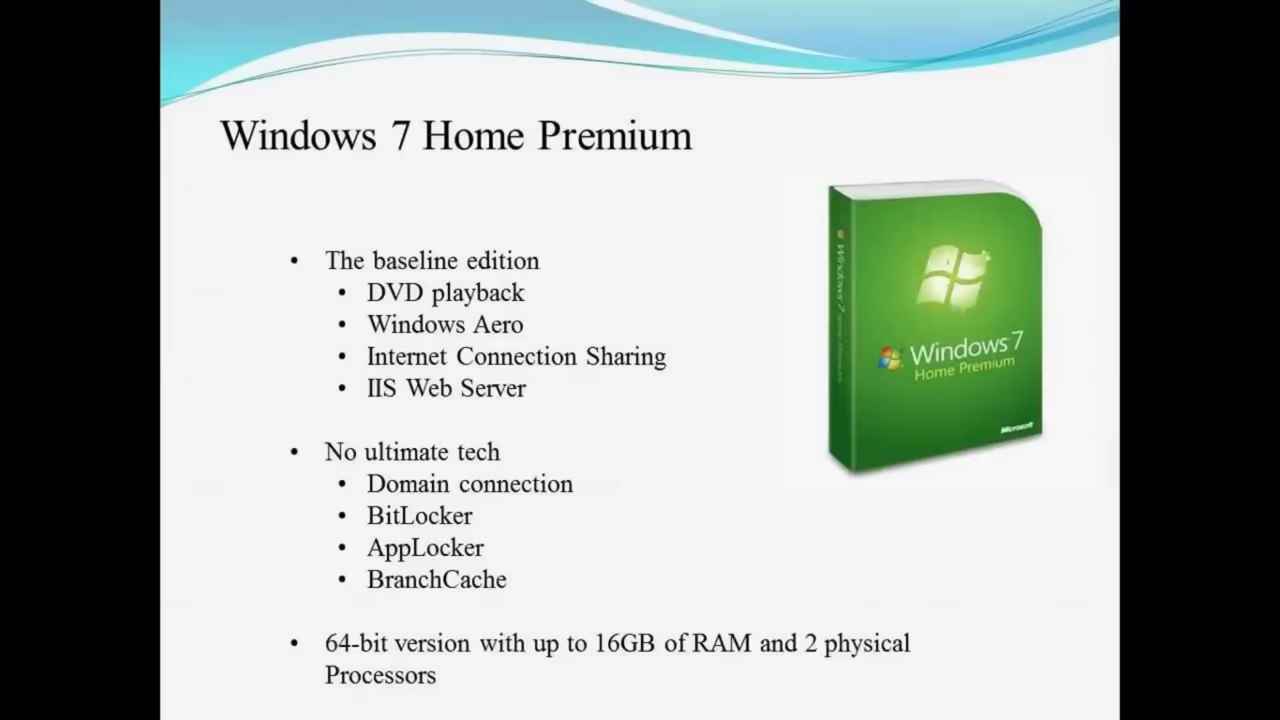 Windows 7 Home Premium
• The baseline edition
• DVD playback
• Windows Aero
• Internet Connection Sharing
• IIS Web Server
• No ultimate tech
• Domain connection
• BitLocker
• AppLocker
• BranchCache
• 64-bit version with up to 16GB of RAM and 2 physical
Processors
Windows 7
Home Premium
Microsoft